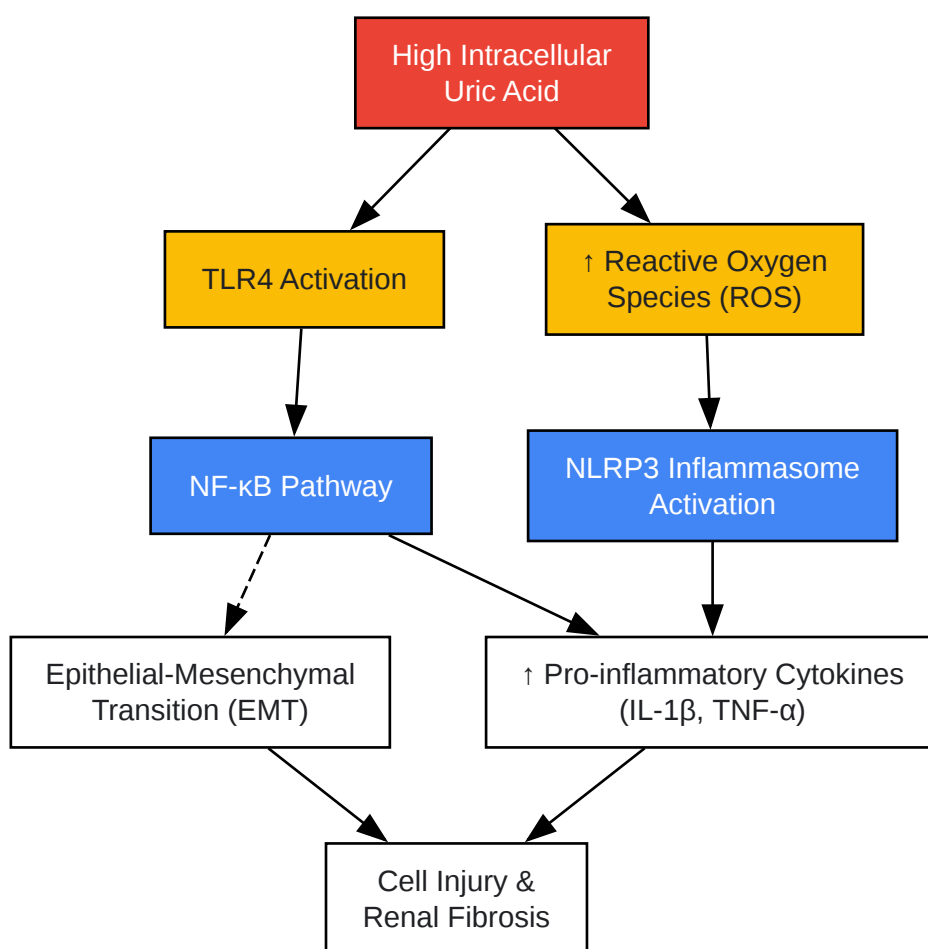 High Intracellular
Uric Acid
TLR4 Activation
↑ Reactive Oxygen
Species (ROS)
NF-κB Pathway
NLRP3 Inflammasome
Activation
Epithelial-Mesenchymal
Transition (EMT)
↑ Pro-inflammatory Cytokines
(IL-1β, TNF-α)
Cell Injury &
Renal Fibrosis